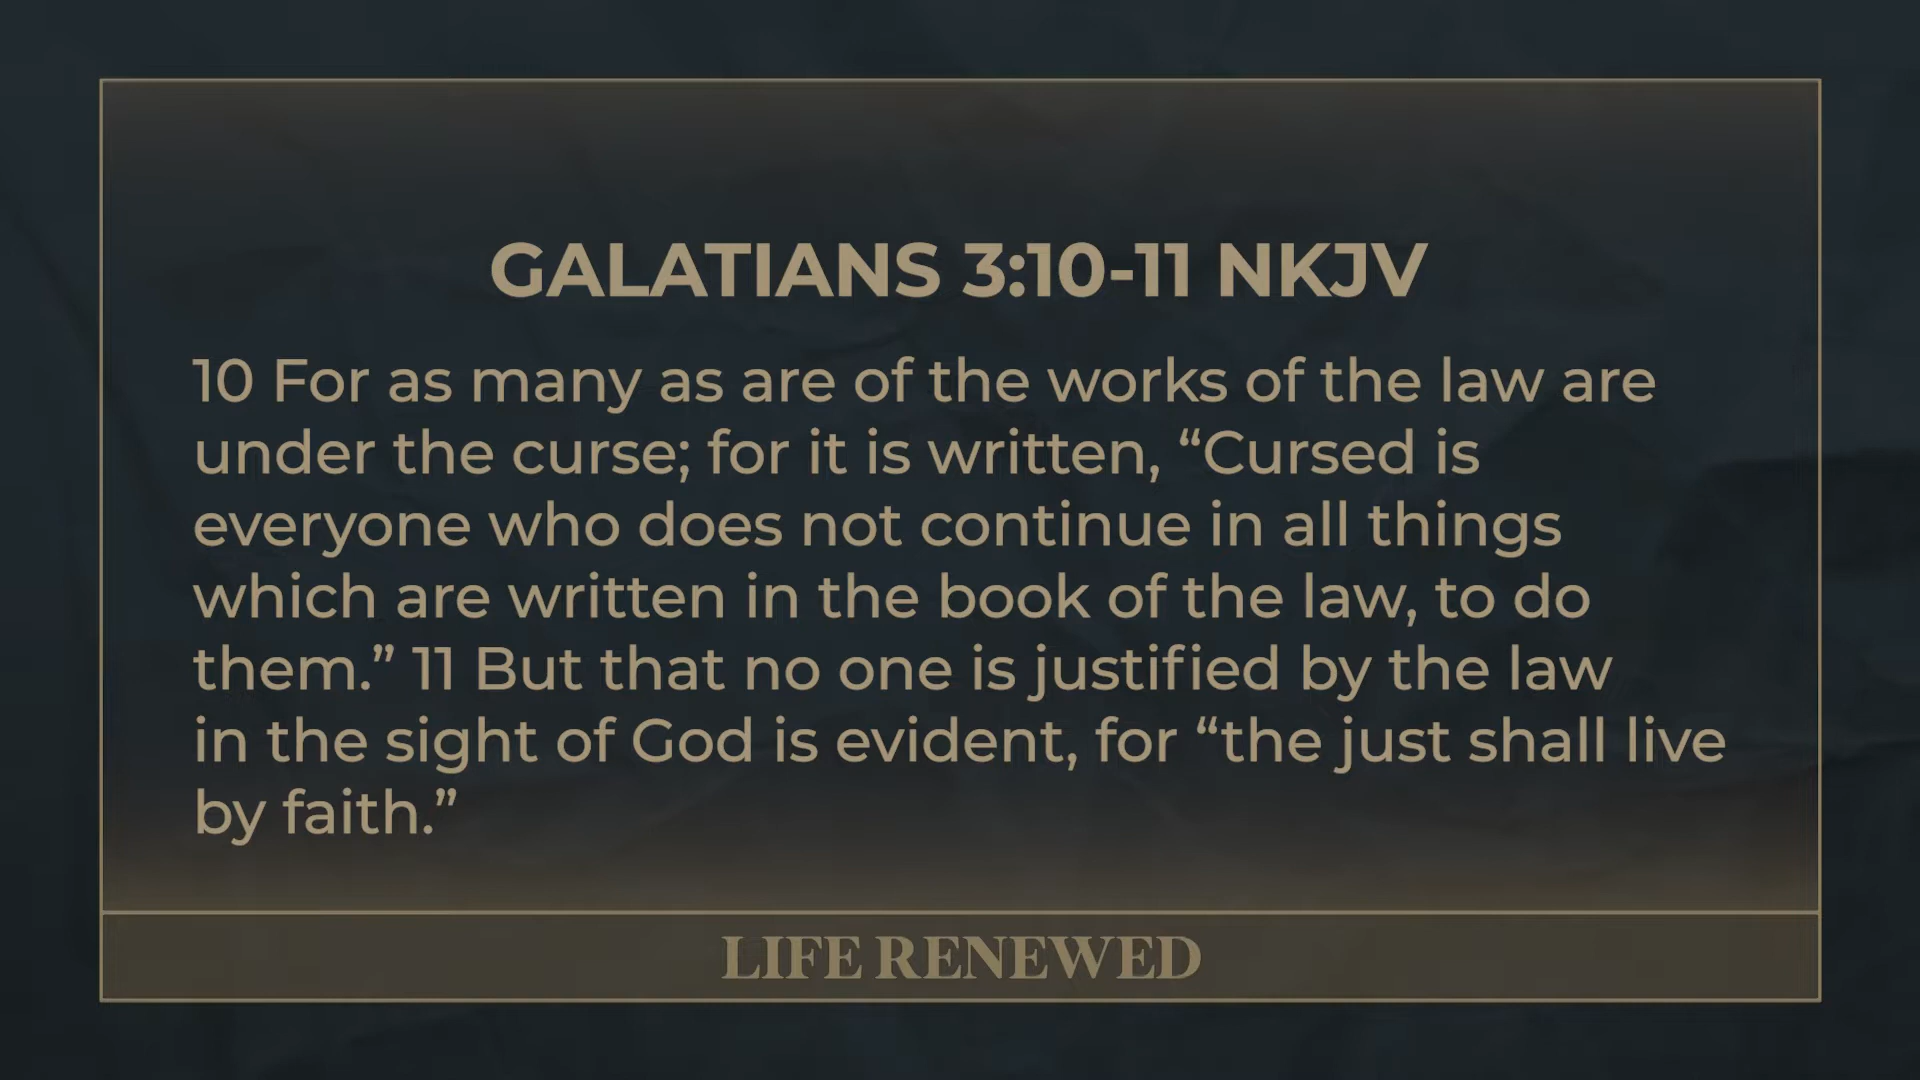 GALATIANS 3:10-11 NKJV
10 For as many as are of the works of the law are
under the curse; for it is written, “Cursed is
everyone who does not continue in all things
which are written in the book of the law, to do
them.” 11 But that no one is justified by the law
in the sight of God is evident, for “the just shall live
by faith.”
LIFE RENEWED